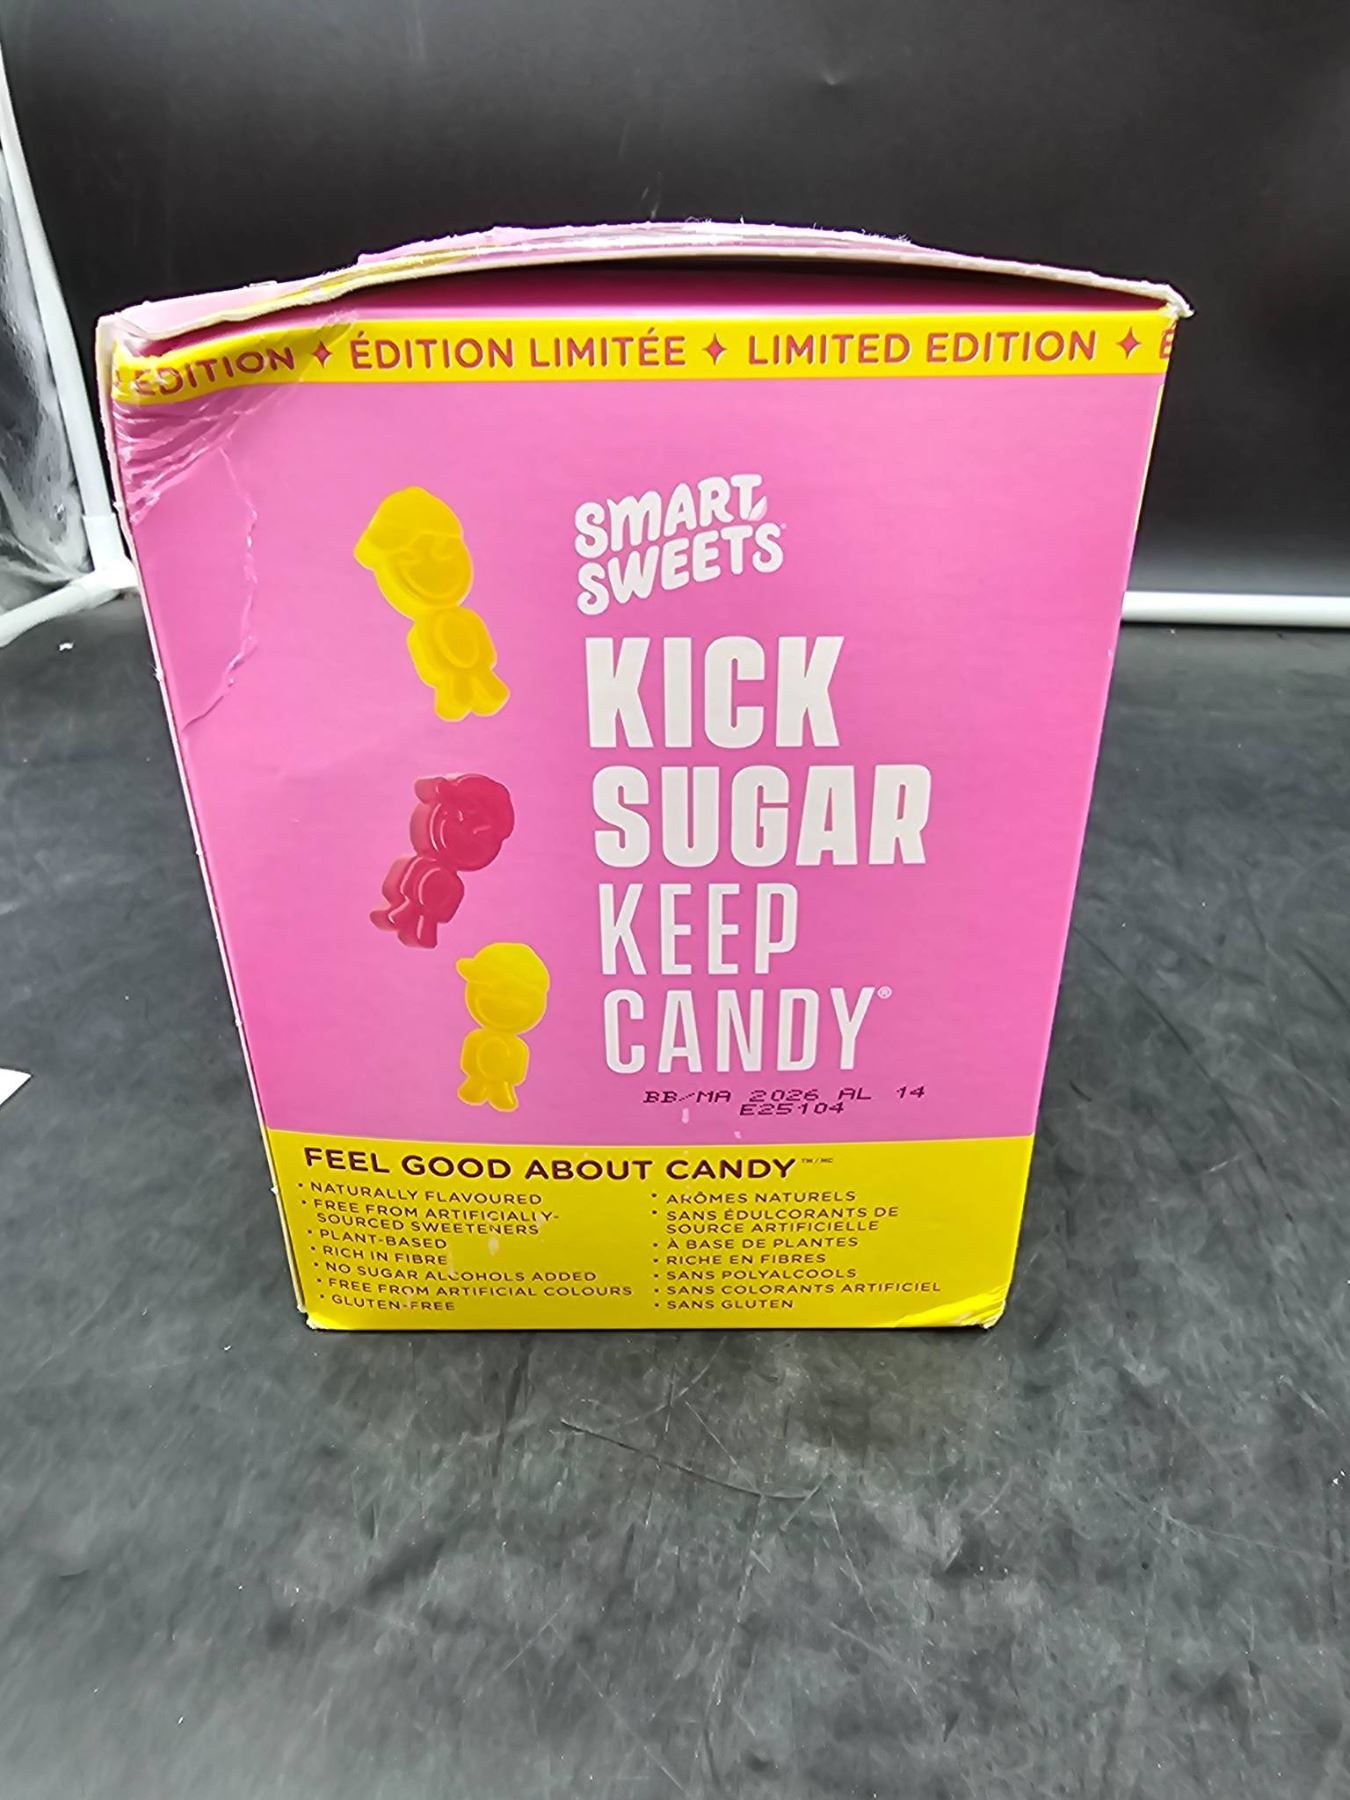 EDITION ✦ ÉDITION LIMITÉE ✦ LIMITED EDITION ✦ É
SMART
SWEETS
KICK
SUGAR
KEEP
CANDY®
BB/MA 2026 AL 14
E25104
FEEL GOOD ABOUT CANDY™/MC
• NATURALLY FLAVOURED
• FREE FROM ARTIFICIALLY-
SOURCED SWEETENERS
• PLANT-BASED
• RICH IN FIBRE
• NO SUGAR ALCOHOLS ADDED
• FREE FROM ARTIFICIAL COLOURS
• GLUTEN-FREE
• ARÔMES NATURELS
• SANS ÉDULCORANTS DE
SOURCE ARTIFICIELLE
• À BASE DE PLANTES
• RICHE EN FIBRES
• SANS POLYALCOOLS
• SANS COLORANTS ARTIFICIEL
• SANS GLUTEN